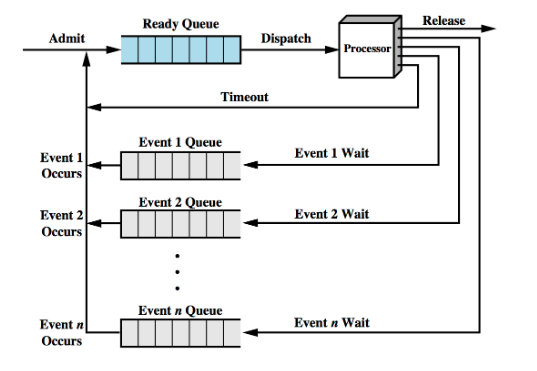 Ready Queue
Release
Admit
Dispatch
Processor
Timeout
Event 1 Queue
Event 1
Occurs
Event 1 Wait
Event 2 Queue
Event 2
Occurs
Event 2 Wait
Event n Queue
Event n
Occurs
Event n Wait